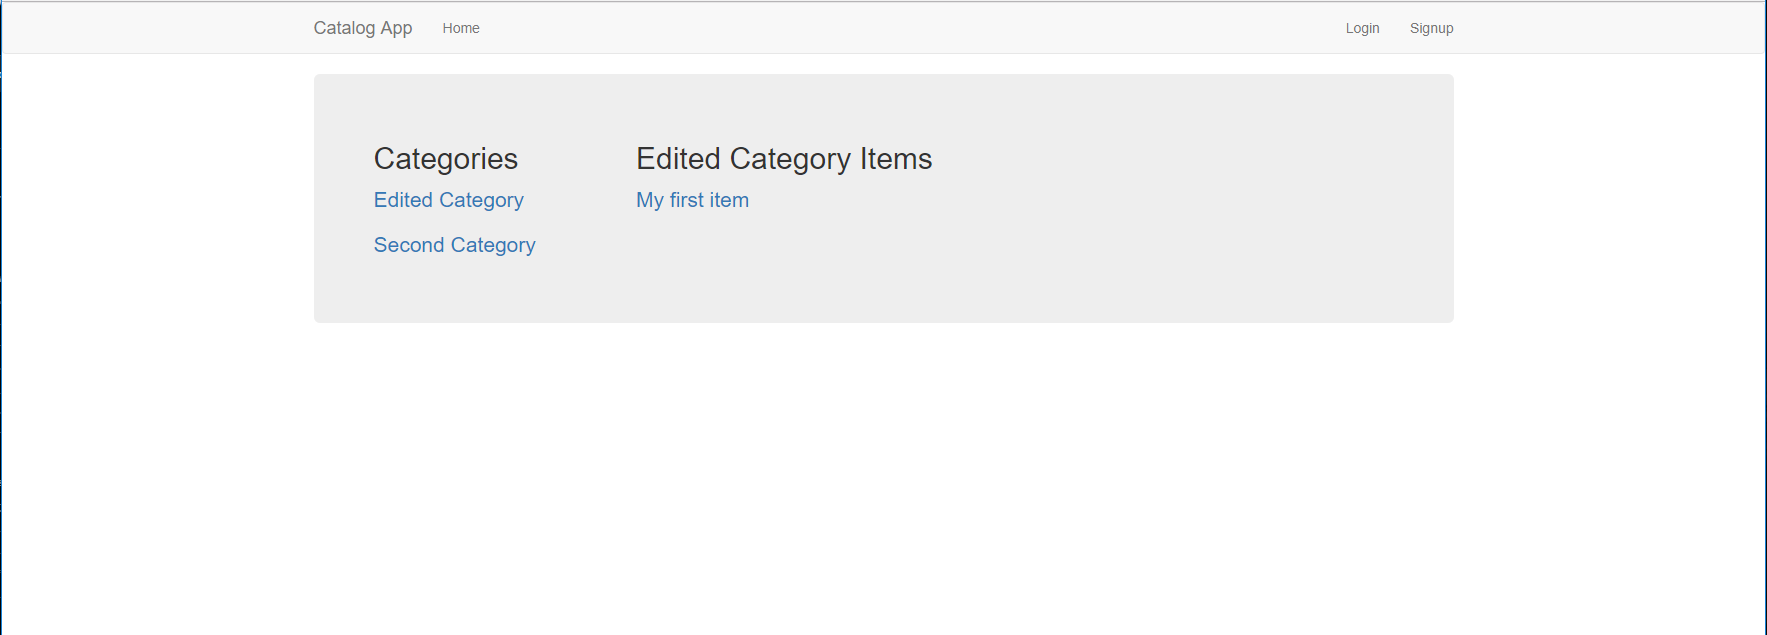 Catalog App Home Login Signup
Categories
Edited Category
Second Category
Edited Category Items
My first item